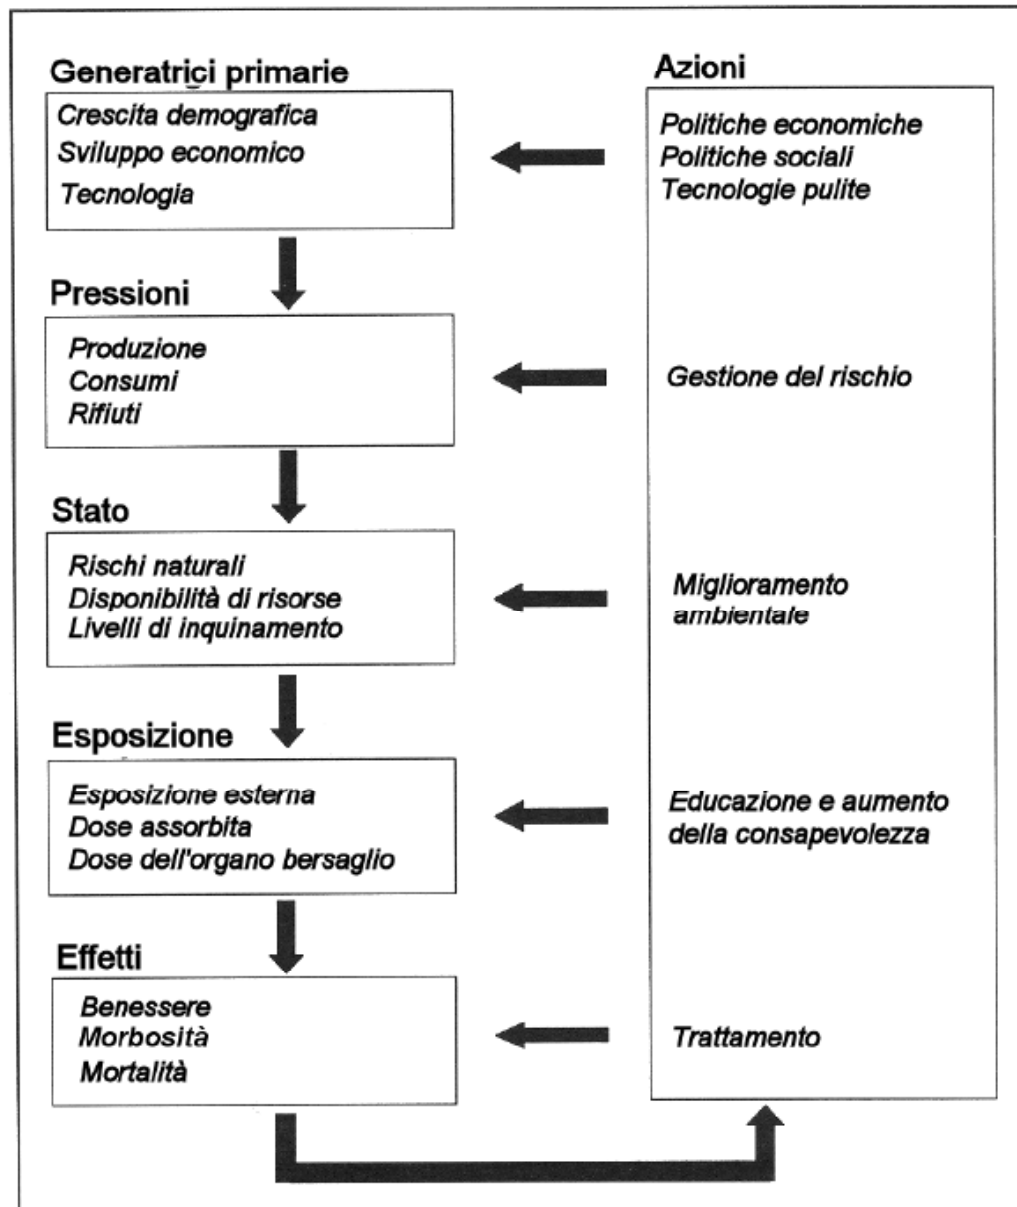 Generatrici primarie
Crescita demografica
Sviluppo economico
Tecnologia
Pressioni
Produzione
Consumi
Rifiuti
Stato
Rischi naturali
Disponibilità di risorse
Livelli di inquinamento
Esposizione
Esposizione esterna
Dose assorbita
Dose dell'organo bersaglio
Effetti
Benessere
Morbosità
Mortalità
Azioni
Politiche economiche
Politiche sociali
Tecnologie pulite
Gestione del rischio
Miglioramento
ambientale
Educazione e aumento
della consapevolezza
Trattamento